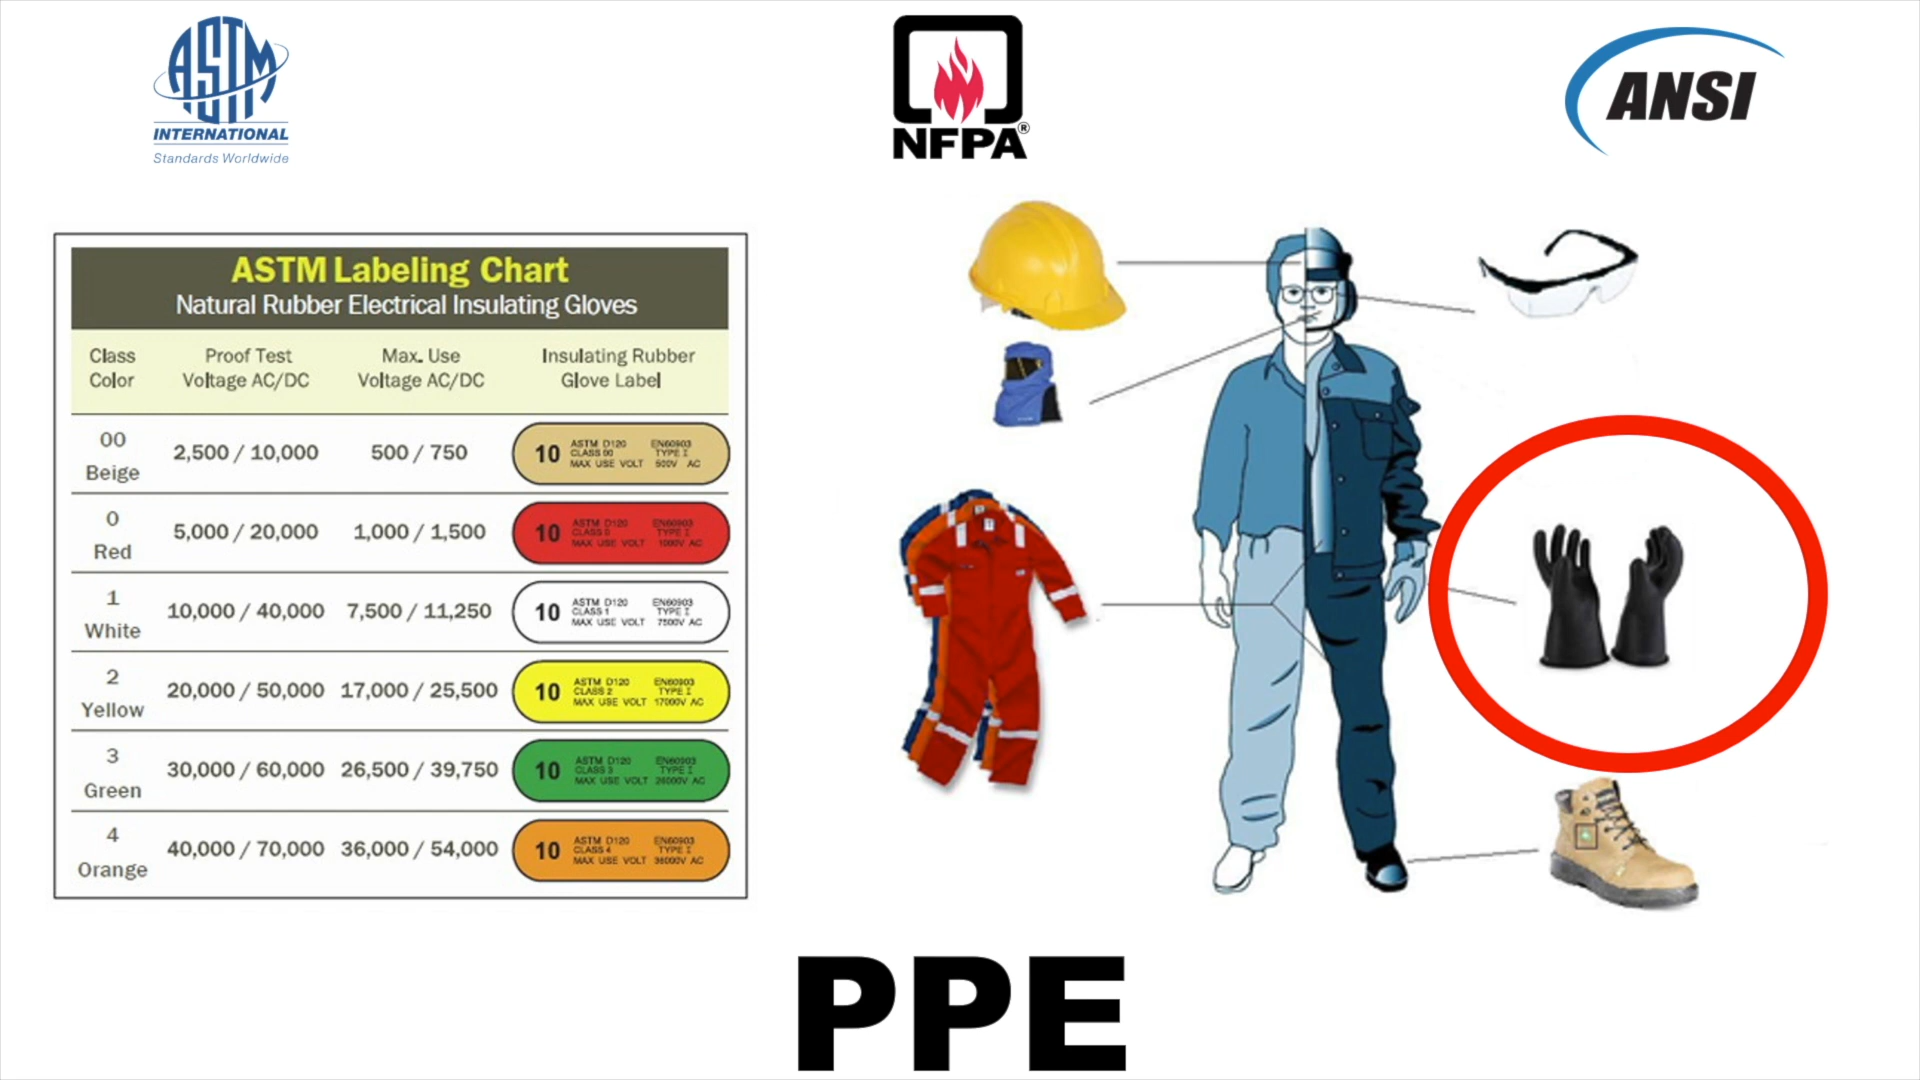 ASTM
INTERNATIONAL
Standards Worldwide
NFPA®
ANSI
ASTM Labeling Chart
Natural Rubber Electrical Insulating Gloves
Class Color Proof Test Voltage AC/DC Max. Use Voltage AC/DC Insulating Rubber Glove Label
00 Beige 2,500 / 10,000 500 / 750
10 ASTM D120 EN60903
CLASS 00 TYPE I
MAX USE VOLT 500V AC
0 Red 5,000 / 20,000 1,000 / 1,500
10 ASTM D120 EN60903
CLASS 0 TYPE I
MAX USE VOLT 1000V AC
1 White 10,000 / 40,000 7,500 / 11,250
10 ASTM D120 EN60903
CLASS 1 TYPE I
MAX USE VOLT 7500V AC
2 Yellow 20,000 / 50,000 17,000 / 25,500
10 ASTM D120 EN60903
CLASS 2 TYPE I
MAX USE VOLT 17000V AC
3 Green 30,000 / 60,000 26,500 / 39,750
10 ASTM D120 EN60903
CLASS 3 TYPE I
MAX USE VOLT 26000V AC
4 Orange 40,000 / 70,000 36,000 / 54,000
10 ASTM D120 EN60903
CLASS 4 TYPE I
MAX USE VOLT 36000V AC
PPE